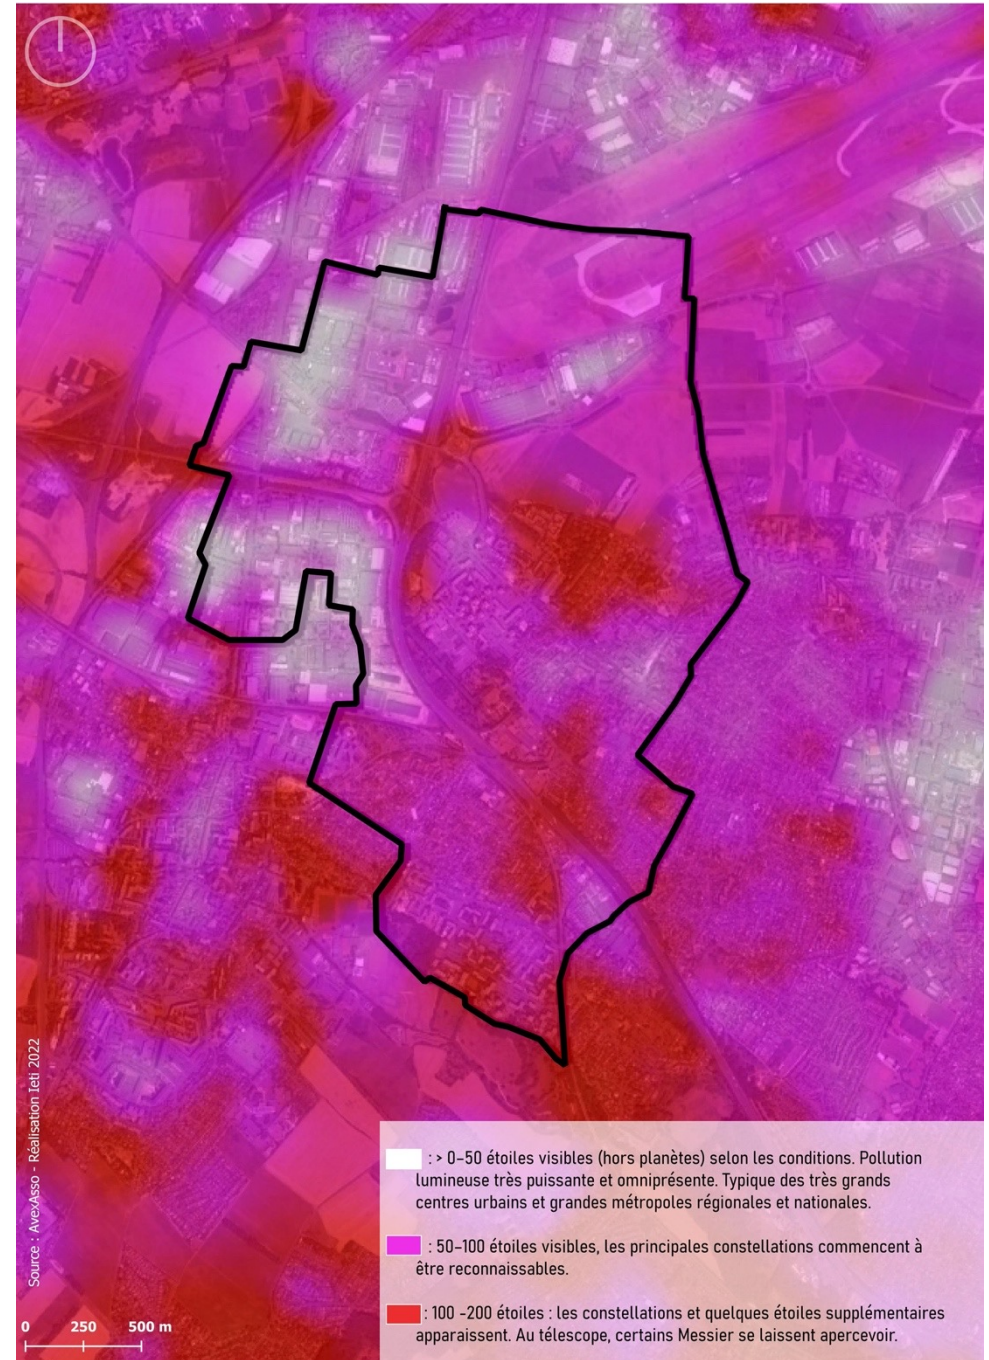 : > 0–50 étoiles visibles (hors planètes) selon les conditions. Pollution
lumineuse très puissante et omniprésente. Typique des très grands
centres urbains et grandes métropoles régionales et nationales.
: 50–100 étoiles visibles, les principales constellations commencent à
être reconnaissables.
: 100 -200 étoiles : les constellations et quelques étoiles supplémentaires
apparaissent. Au télescope, certains Messier se laissent apercevoir.
Source : AvexAsso - Réalisation Ieti 2022
0 250 500 m